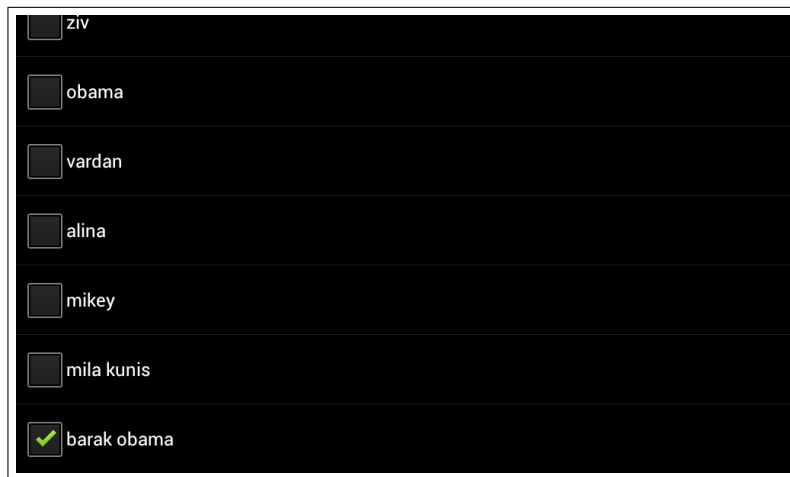 ziv
obama
vardan
alina
mikey
mila kunis
barak obama